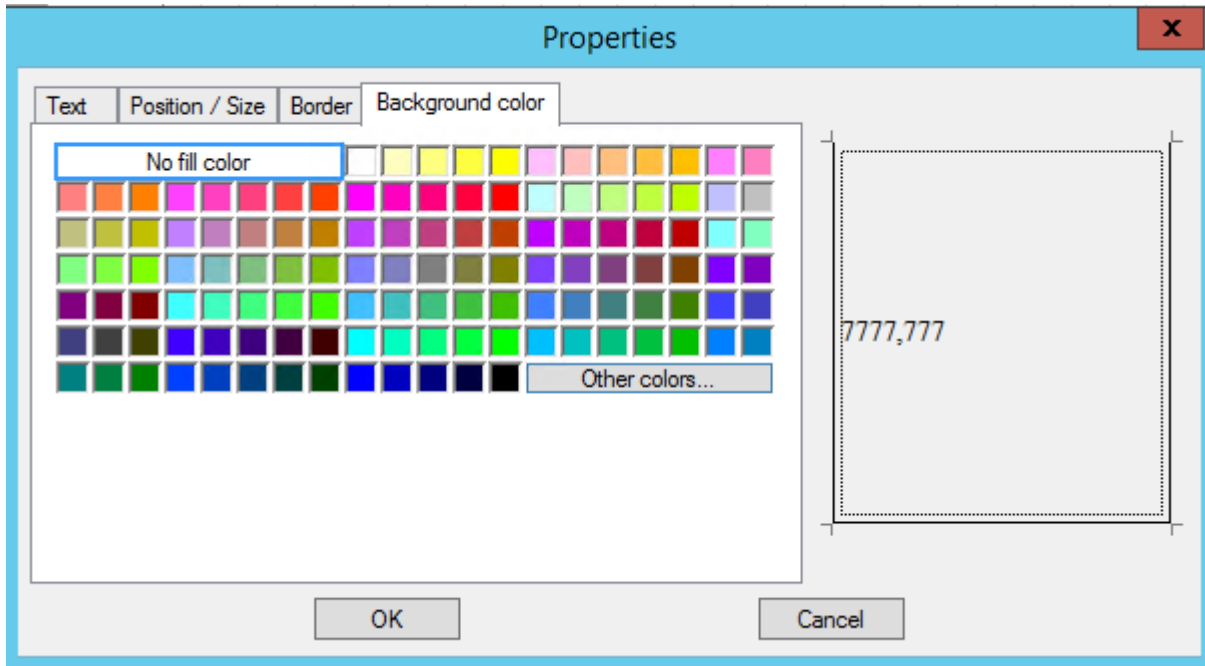 Properties
x
Text Position / Size Border Background color
No fill color
7777,777
Other colors...
OK Cancel